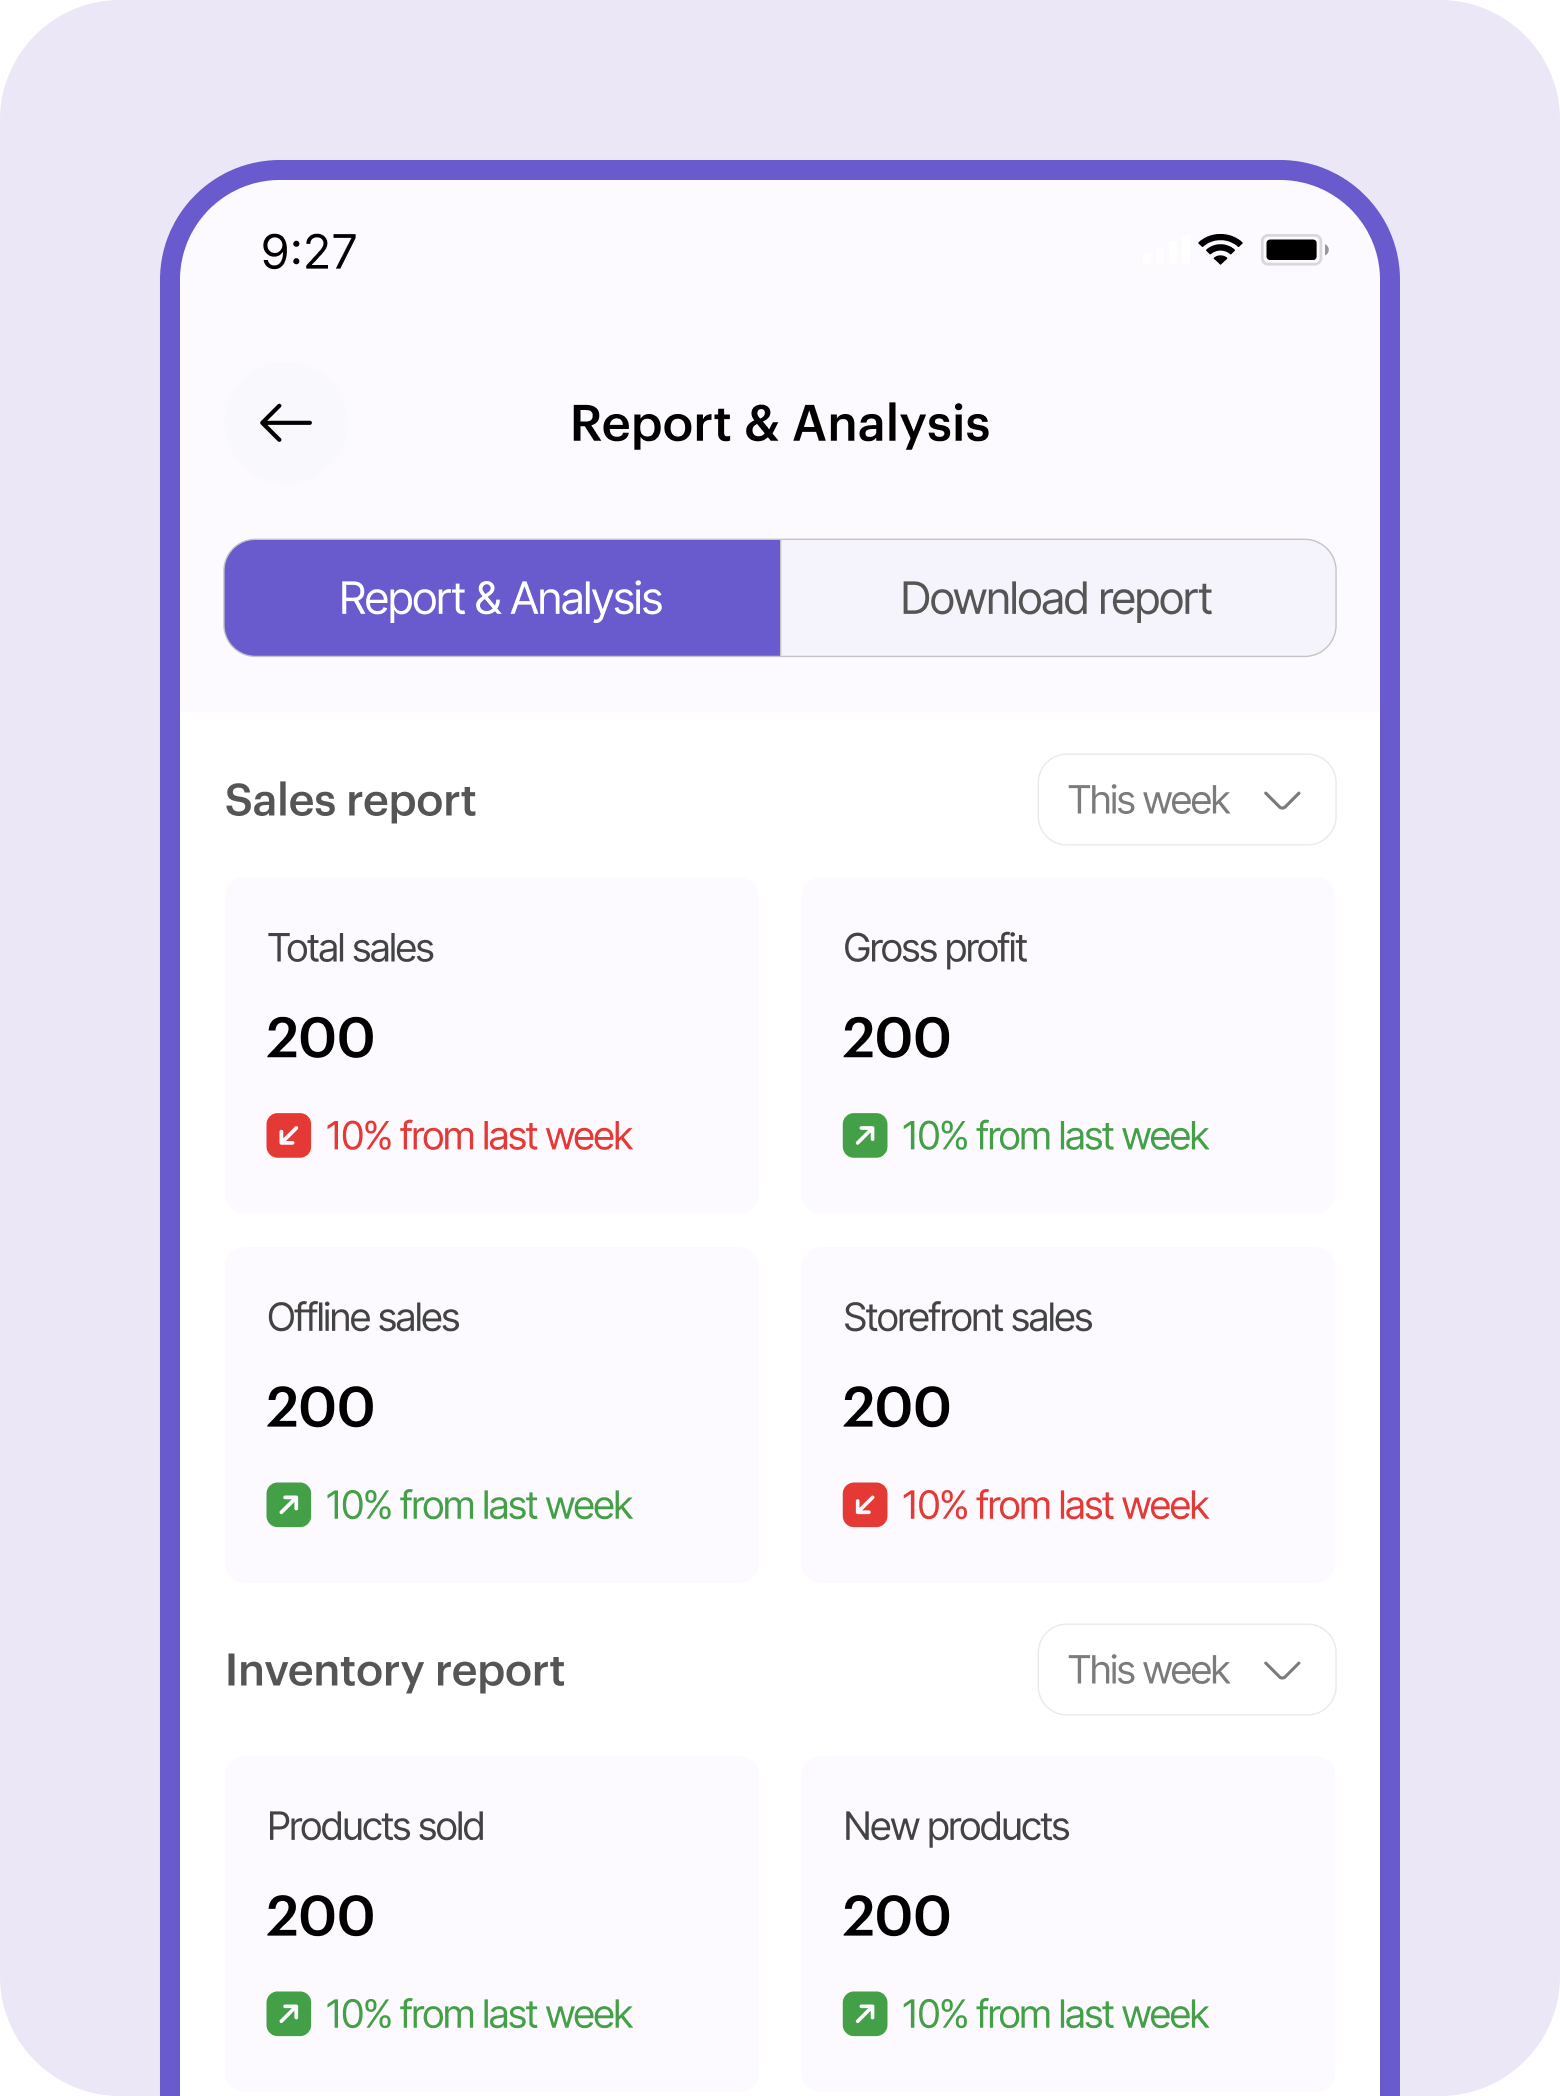 9:27
Report & Analysis
Report & Analysis
Download report
Sales report
This week
Total sales
200
10% from last week
Gross profit
200
10% from last week
Offline sales
200
10% from last week
Storefront sales
200
10% from last week
Inventory report
This week
Products sold
200
10% from last week
New products
200
10% from last week